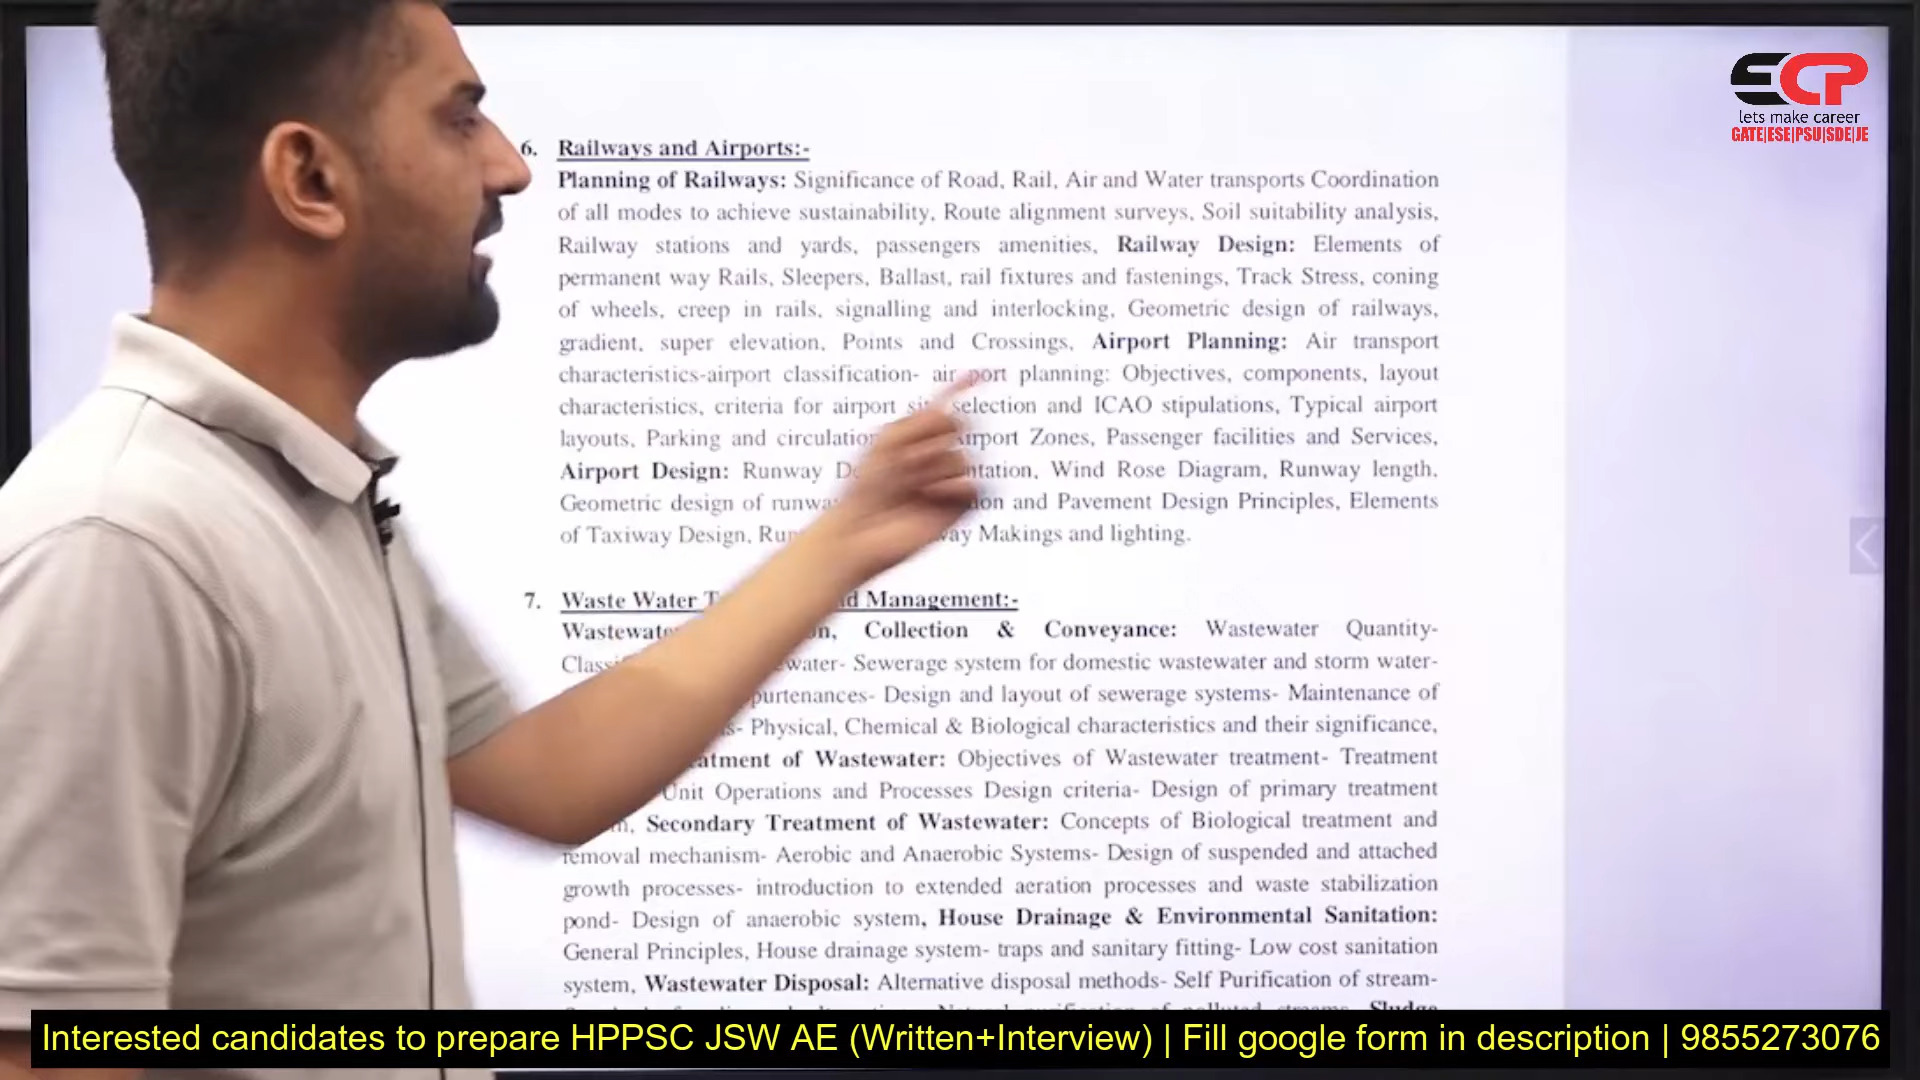 ECP
lets make career
GATE|ESE|PSU|SDE|JE
6. Railways and Airports:-
Planning of Railways: Significance of Road, Rail, Air and Water transports Coordination
of all modes to achieve sustainability, Route alignment surveys, Soil suitability analysis,
Railway stations and yards, passengers amenities, Railway Design: Elements of
permanent way Rails, Sleepers, Ballast, rail fixtures and fastenings, Track Stress, coning
of wheels, creep in rails, signalling and interlocking, Geometric design of railways,
gradient, super elevation, Points and Crossings, Airport Planning: Air transport
characteristics-airport classification- air port planning: Objectives, components, layout
characteristics, criteria for airport selection and ICAO stipulations, Typical airport
layouts, Parking and circulation Airport Zones, Passenger facilities and Services,
Airport Design: Runway Wind Rose Diagram, Runway length,
Geometric design of and Pavement Design Principles, Elements
of Taxiway Design, Makings and lighting.
7. Waste Water Management:-
Collection & Conveyance: Wastewater Quantity-
water- Sewerage system for domestic wastewater and storm water-
Design and layout of sewerage systems- Maintenance of
Physical, Chemical & Biological characteristics and their significance,
of Wastewater: Objectives of Wastewater treatment- Treatment
Unit Operations and Processes Design criteria- Design of primary treatment
Secondary Treatment of Wastewater: Concepts of Biological treatment and
removal mechanism- Aerobic and Anaerobic Systems- Design of suspended and attached
growth processes- introduction to extended aeration processes and waste stabilization
pond- Design of anaerobic system, House Drainage & Environmental Sanitation:
General Principles, House drainage system- traps and sanitary fitting- Low cost sanitation
system, Wastewater Disposal: Alternative disposal methods- Self Purification of stream-
Interested candidates to prepare HPPSC JSW AE (Written+Interview) | Fill google form in description | 9855273076